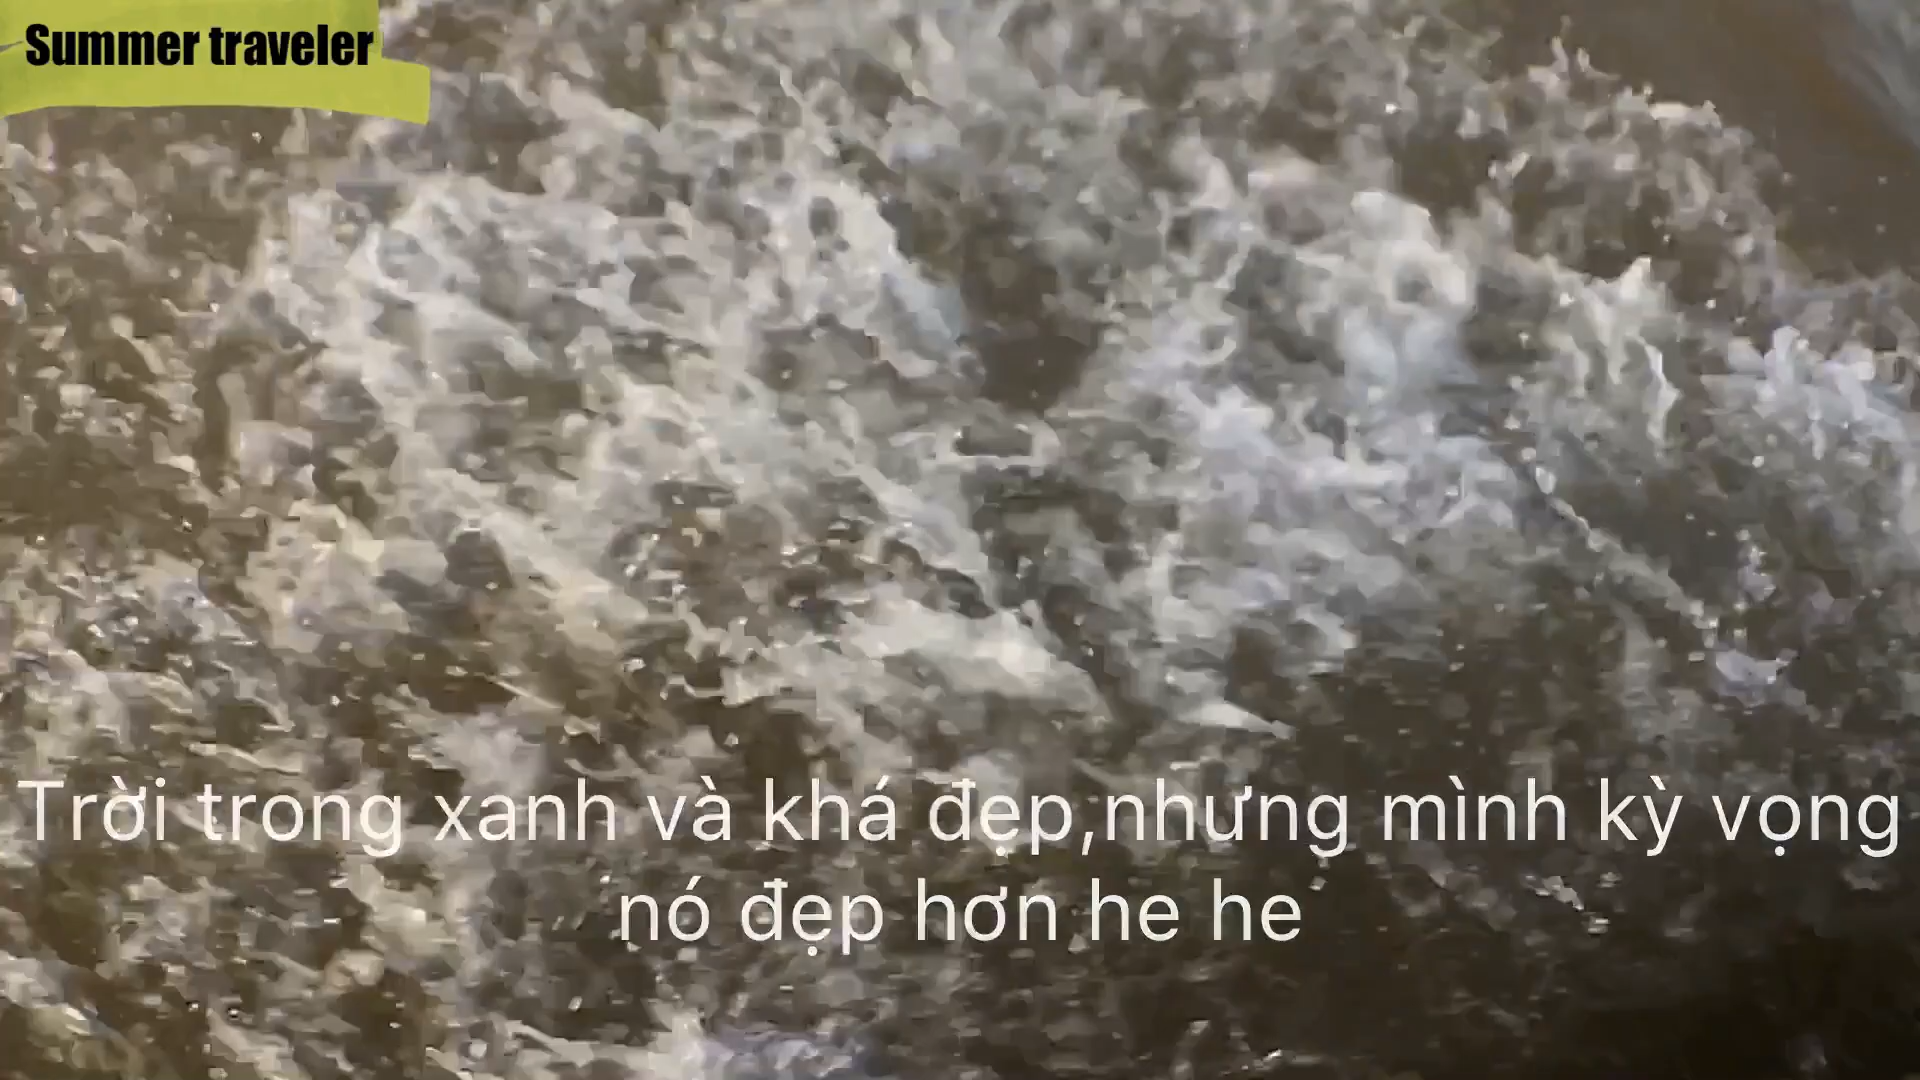 Summer traveler
Trời trong xanh và khá đẹp,nhưng mình kỳ vọng
nó đẹp hơn he he